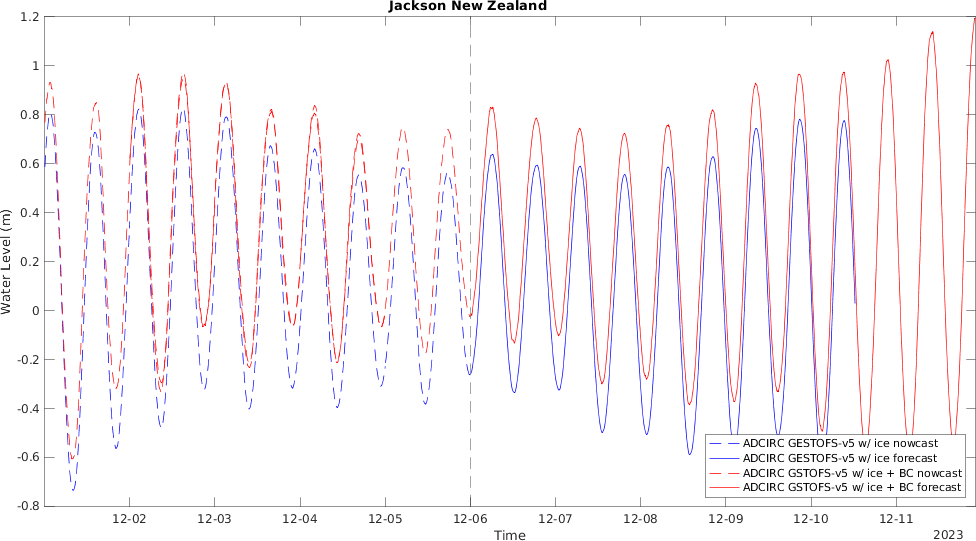 Jackson New Zealand
Water Level (m)
1.2
1
0.8
0.6
0.4
0.2
0
-0.2
-0.4
-0.6
-0.8
ADCIRC GESTOFS-v5 w/ ice nowcast
ADCIRC GESTOFS-v5 w/ ice forecast
ADCIRC GSTOFS-v5 w/ ice + BC nowcast
ADCIRC GSTOFS-v5 w/ ice + BC forecast
12-02 12-03 12-04 12-05 12-06 12-07 12-08 12-09 12-10 12-11
Time
2023